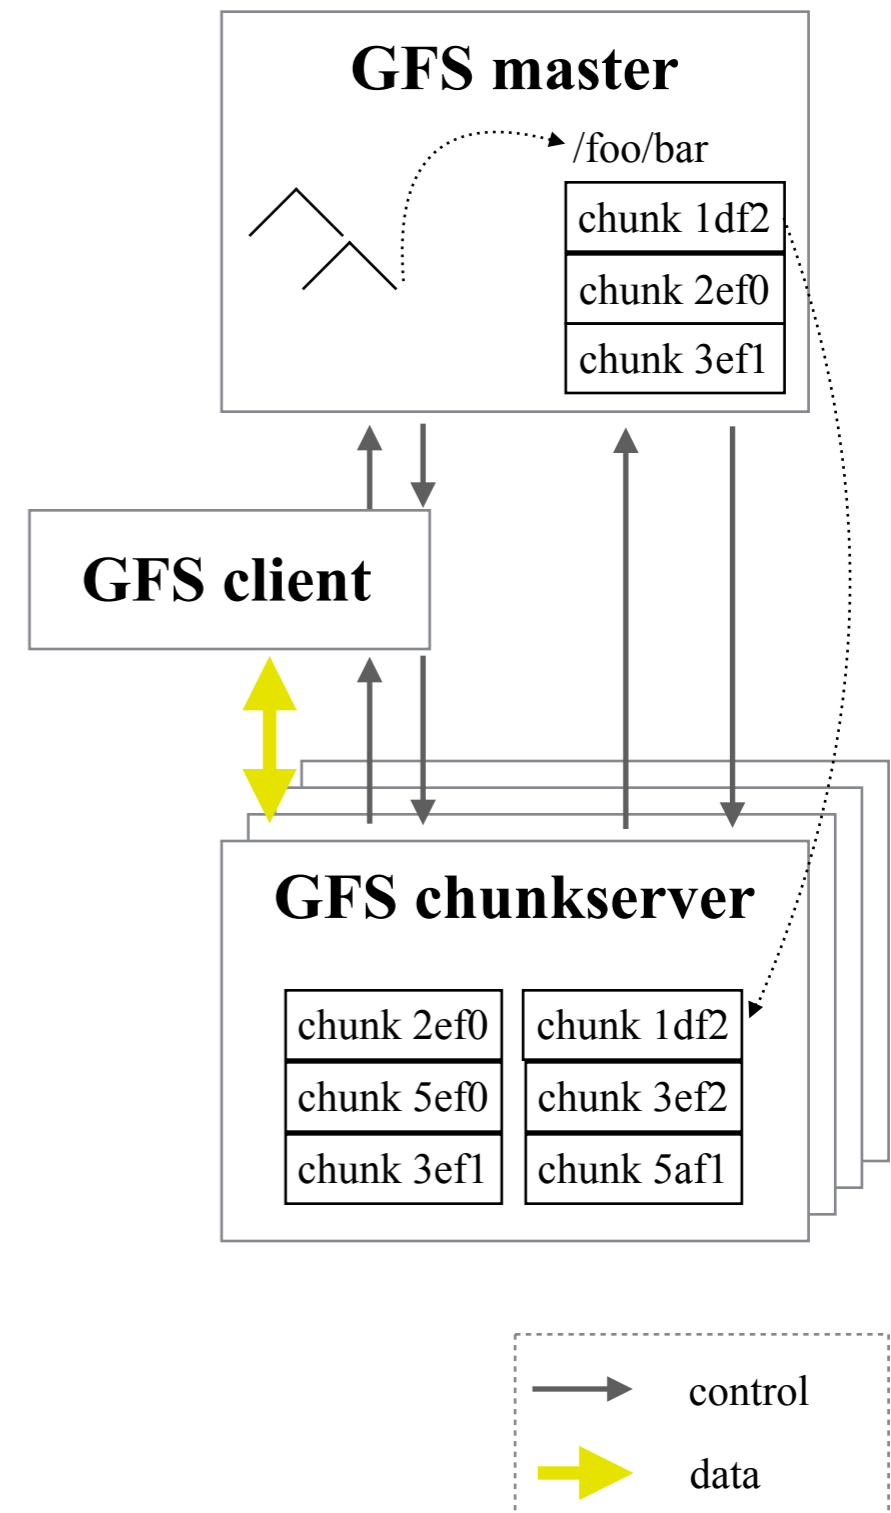 GFS master
/foo/bar
chunk 1df2
chunk 2ef0
chunk 3ef1
GFS client
GFS chunkserver
chunk 2ef0
chunk 5ef0
chunk 3ef1
chunk 1df2
chunk 3ef2
chunk 5af1
control
data